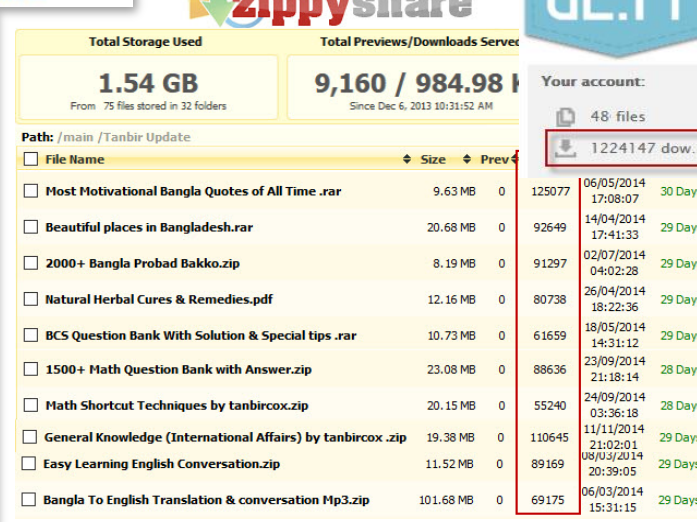 zippyshare
GE.TT
Total Storage Used
Total Previews/Downloads Served
1.54 GB
9,160 / 984.98 K
From 75 files stored in 32 folders
Since Dec 6, 2013 10:31:52 AM
Your account:
48 files
1224147 dow.
Path: /main /Tanbir Update
File Name Size Prev
Most Motivational Bangla Quotes of All Time .rar 9.63 MB 0 125077 06/05/2014 17:08:07 30 Day
Beautiful places in Bangladesh.rar 20.68 MB 0 92649 14/04/2014 17:41:33 29 Day
2000+ Bangla Probad Bakko.zip 8.19 MB 0 91297 02/07/2014 04:02:28 29 Day
Natural Herbal Cures & Remedies.pdf 12.16 MB 0 80738 26/04/2014 18:22:36 29 Day
BCS Question Bank With Solution & Special tips .rar 10.73 MB 0 61659 18/05/2014 14:31:12 29 Day
1500+ Math Question Bank with Answer.zip 23.08 MB 0 88636 23/09/2014 21:18:14 28 Day
Math Shortcut Techniques by tanbircox.zip 20.15 MB 0 55240 24/09/2014 03:36:18 28 Day
General Knowledge (International Affairs) by tanbircox .zip 19.38 MB 0 110645 11/11/2014 21:02:01 29 Days
Easy Learning English Conversation.zip 11.52 MB 0 89169 08/03/2014 20:39:05 29 Days
Bangla To English Translation & conversation Mp3.zip 101.68 MB 0 69175 06/03/2014 15:31:15 29 Days